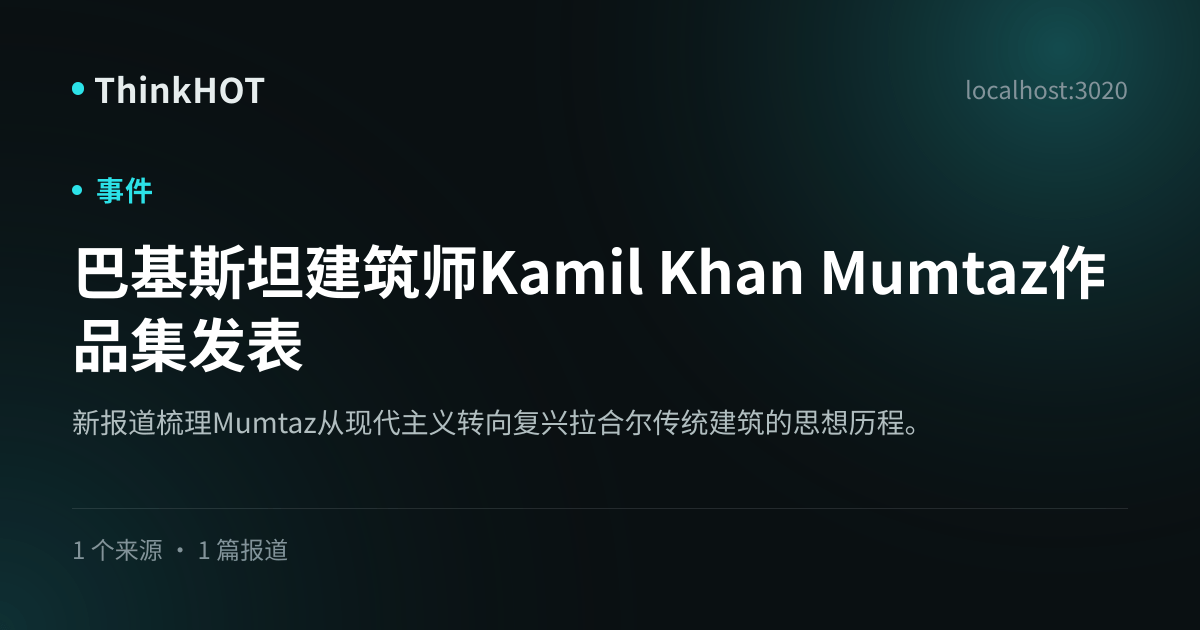 ThinkHOT
localhost:3020
事件
巴基斯坦建筑师Kamil Khan Mumtaz作
品集发表
新报道梳理Mumtaz从现代主义转向复兴拉合尔传统建筑的思想历程。
1 个来源 · 1 篇报道